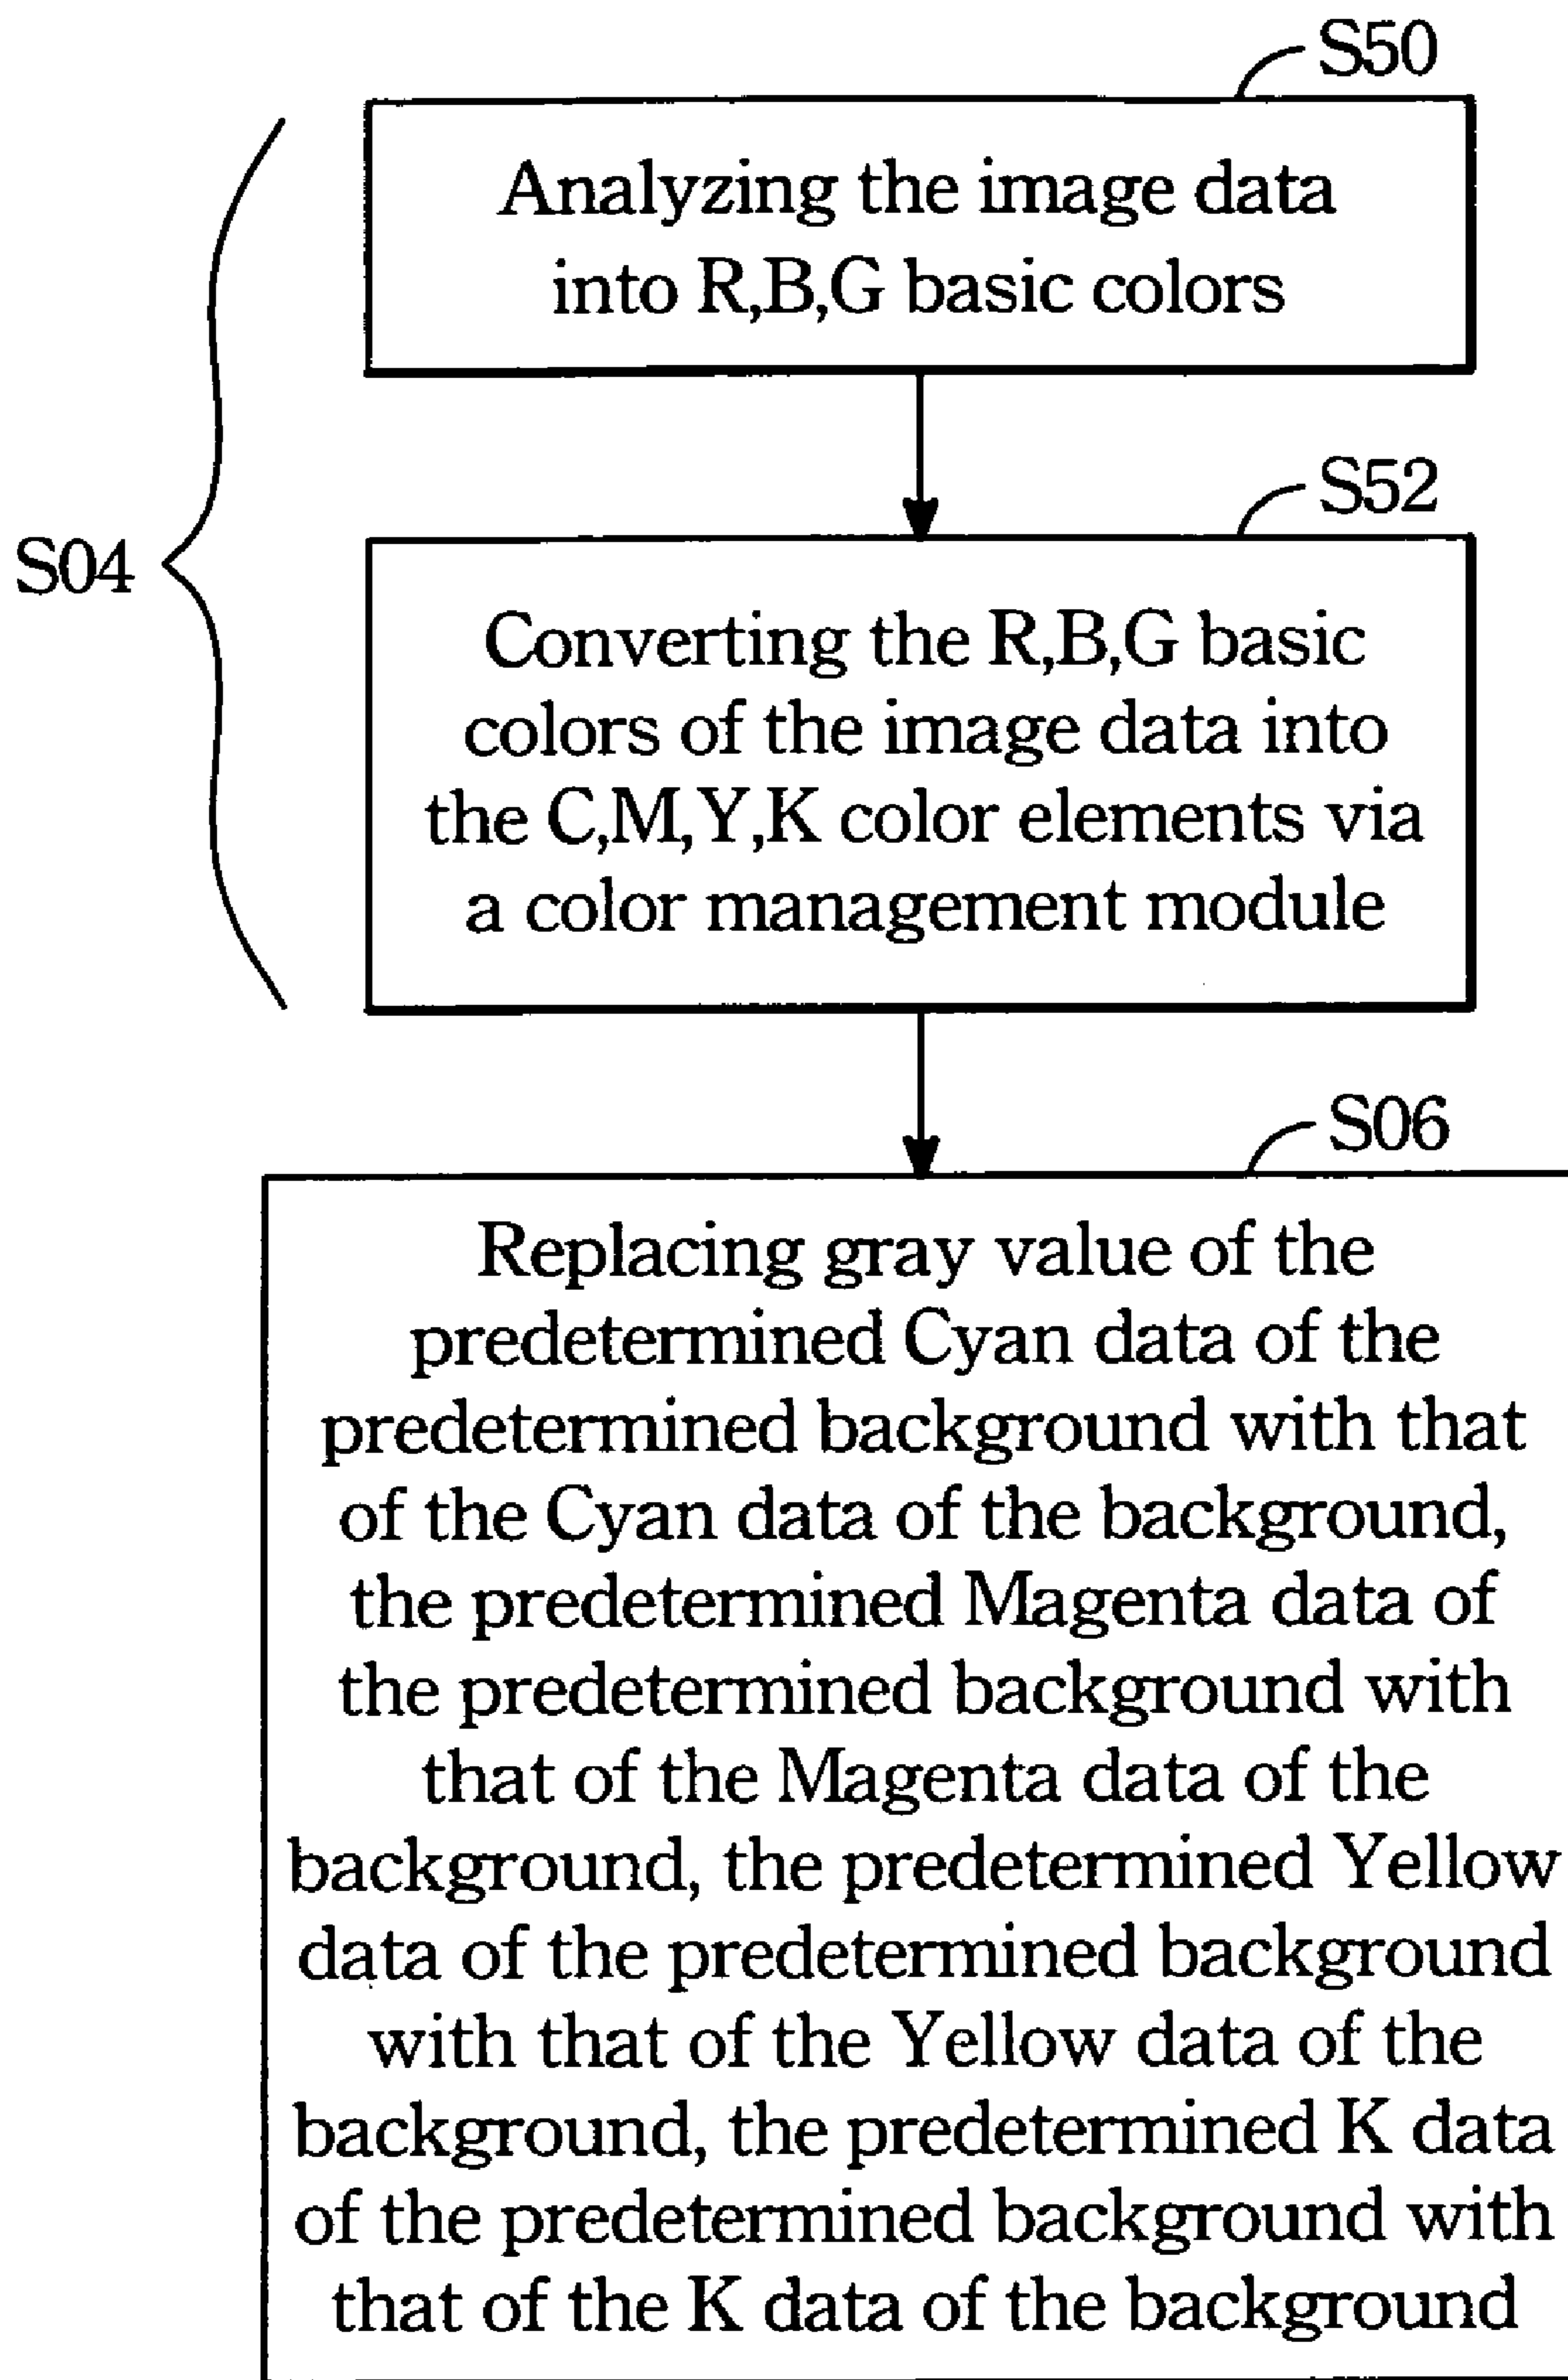 S50
Analyzing the image data
into R,B,G basic colors
S52
S04
Converting the R,B,G basic
colors of the image data into
the C,M,Y,K color elements via
a color management module
S06
Replacing gray value of the
predetermined Cyan data of the
predetermined background with that
of the Cyan data of the background,
the predetermined Magenta data of
the predetermined background with
that of the Magenta data of the
background, the predetermined Yellow
data of the predetermined background
with that of the Yellow data of the
background, the predetermined K data
of the predetermined background with
that of the K data of the background